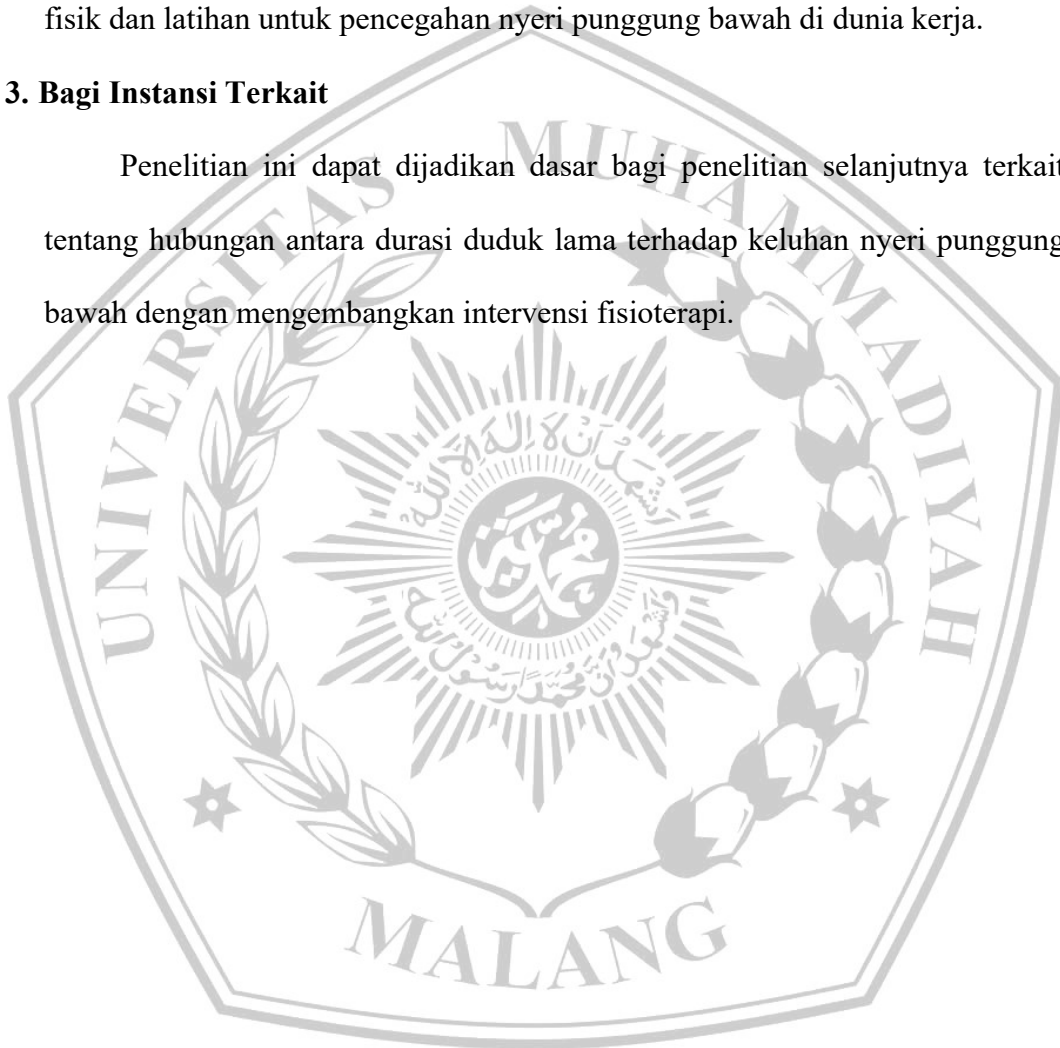 fisik dan latihan untuk pencegahan nyeri punggung bawah di dunia kerja.
3. Bagi Instansi Terkait
Penelitian ini dapat dijadikan dasar bagi penelitian selanjutnya terkait
tentang hubungan antara durasi duduk lama terhadap keluhan nyeri punggung
bawah dengan mengembangkan intervensi fisioterapi.
UNIVERSITAS MUHAMMADIYAH
MALANG